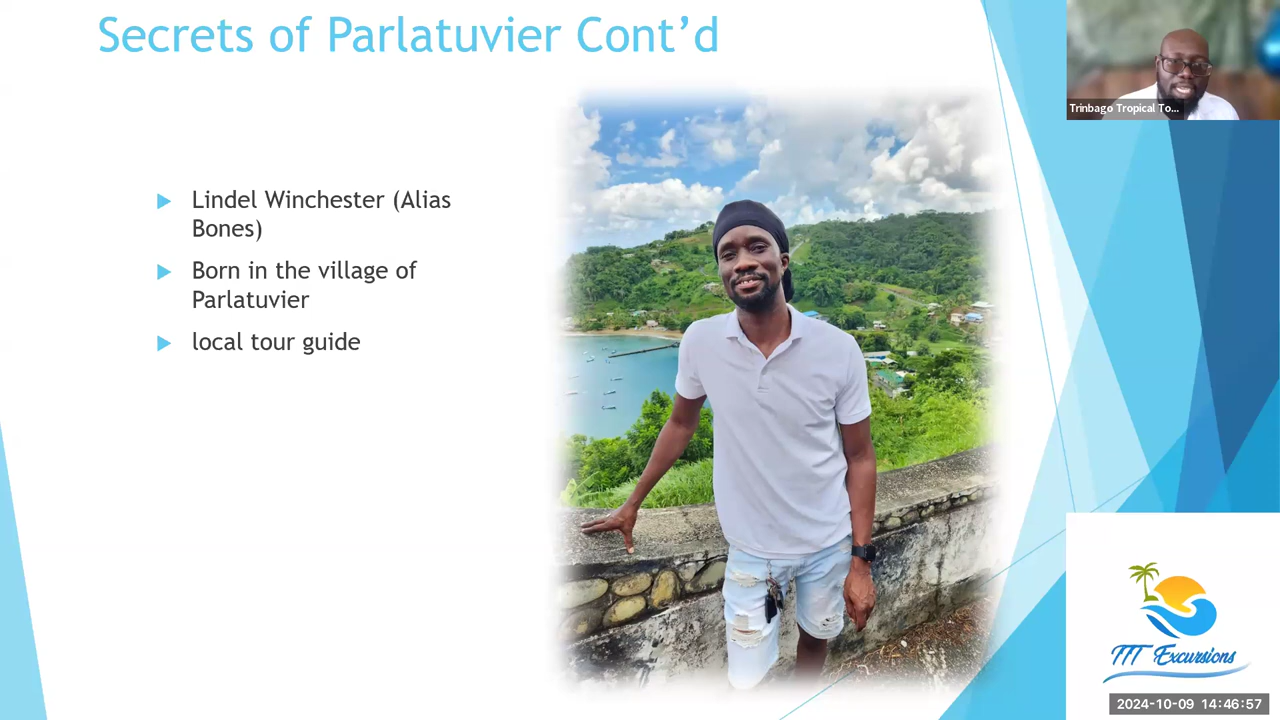 Secrets of Parlatuvier Cont’d
Trinbago Tropical To...
Lindel Winchester (Alias
Bones)
Born in the village of
Parlatuvier
local tour guide
TTT Excursions
2024-10-09 14:46:57